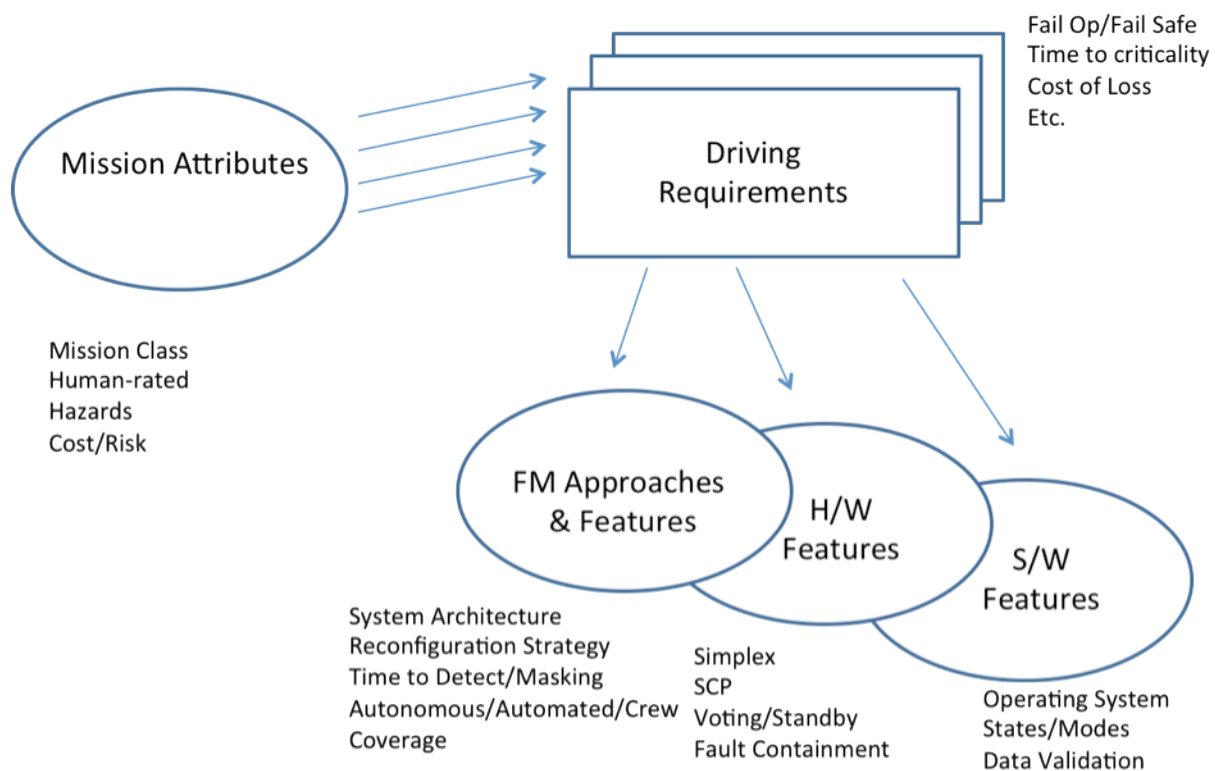 Mission Attributes
Mission Class
Human-rated
Hazards
Cost/Risk
Driving
Requirements
Fail Op/Fail Safe
Time to criticality
Cost of Loss
Etc.
FM Approaches
& Features
System Architecture
Reconfiguration Strategy
Time to Detect/Masking
Autonomous/Automated/Crew
Coverage
H/W
Features
Simplex
SCP
Voting/Standby
Fault Containment
S/W
Features
Operating System
States/Modes
Data Validation